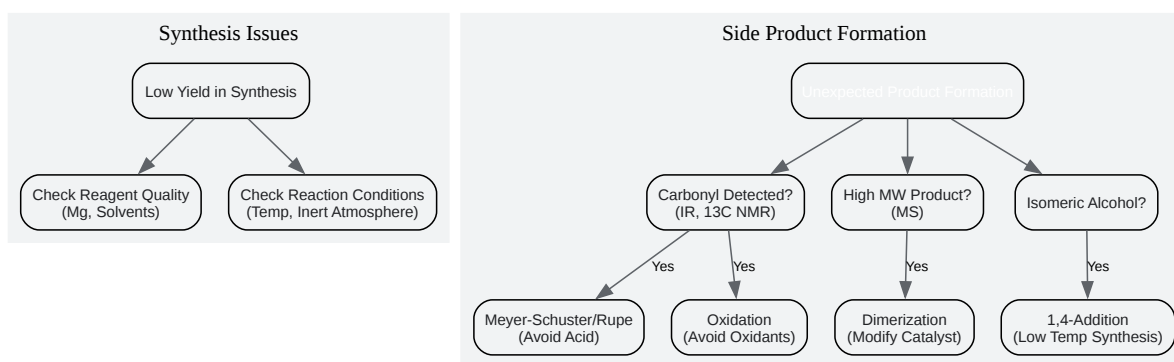 Synthesis Issues
Low Yield in Synthesis
Check Reagent Quality
(Mg, Solvents)
Check Reaction Conditions
(Temp, Inert Atmosphere)
Side Product Formation
Unexpected Product Formation
Carbonyl Detected?
(IR, 13C NMR)
High MW Product?
(MS)
Isomeric Alcohol?
Yes
Yes
Yes
Yes
Meyer-Schuster/Rupe
(Avoid Acid)
Oxidation
(Avoid Oxidants)
Dimerization
(Modify Catalyst)
1,4-Addition
(Low Temp Synthesis)